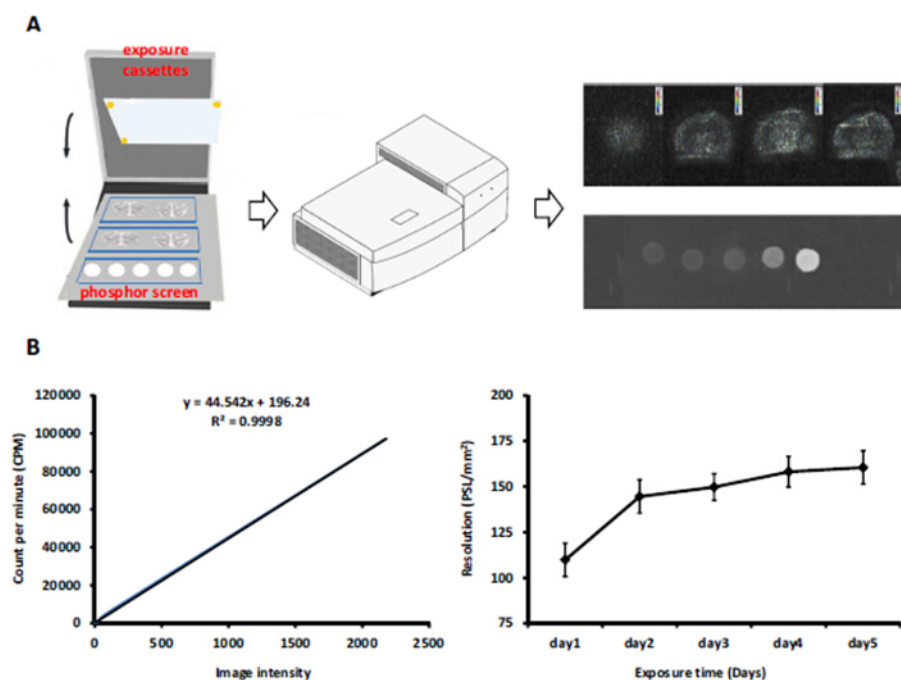 A
exposure
cassettes
phosphor screen
B
y = 44.542x + 196.24
R² = 0.9998
Count per minute (CPM)
120000
100000
80000
60000
40000
20000
0
0 500 1000 1500 2000 2500
Image intensity
Resolution (PSL/mm²)
200
175
150
125
100
75
day1 day2 day3 day4 day5
Exposure time (Days)